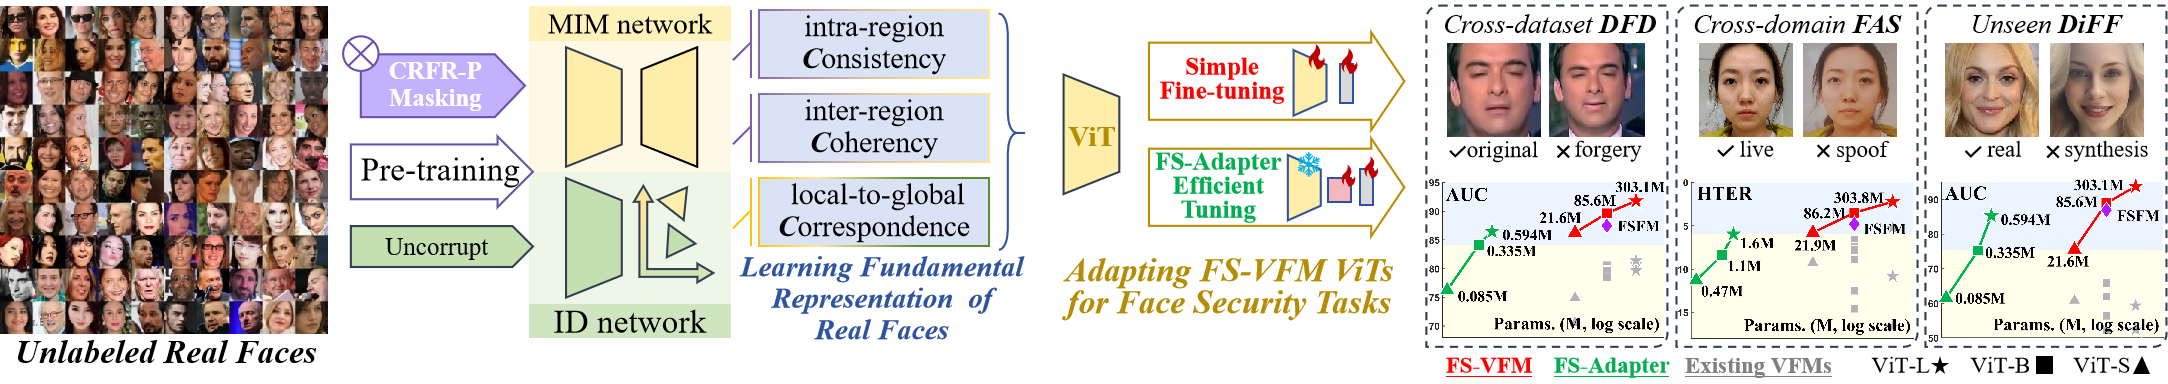 Unlabeled Real Faces
CRFR-P
Masking
Pre-training
Uncorrupt
MIM network
ID network
intra-region
Consistency
inter-region
Coherency
local-to-global
Correspondence
Learning Fundamental
Representation of
Real Faces
ViT
Simple
Fine-tuning
FS-Adapter
Efficient
Tuning
Adapting FS-VFM ViTs
for Face Security Tasks
Cross-dataset DFD
✓original ×forgery
95
90
85
80
75
70
AUC
303.1M
85.6M
21.6M
FSFM
0.594M
0.335M
0.085M
Params. (M, log scale)
Cross-domain FAS
✓live ×spoof
0
5
10
15
HTER
303.8M
86.2M
21.9M
FSFM
1.6M
1.1M
0.47M
Params. (M, log scale)
Unseen DiFF
✓real ×synthesis
90
80
70
60
50
AUC
303.1M
85.6M
FSFM
0.594M
0.335M
21.6M
0.085M
Params. (M, log scale)
FS-VFM FS-Adapter Existing VFMs ViT-L★ ViT-B■ ViT-S▲